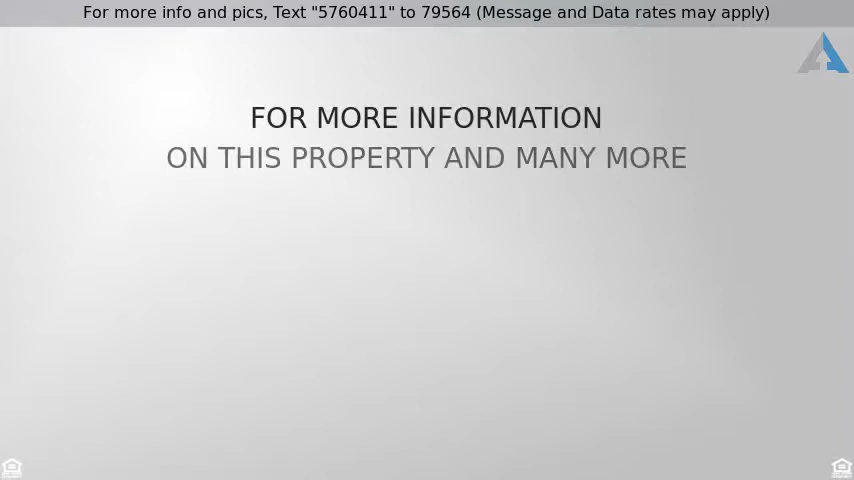 For more info and pics, Text "5760411" to 79564 (Message and Data rates may apply)
FOR MORE INFORMATION
ON THIS PROPERTY AND MANY MORE